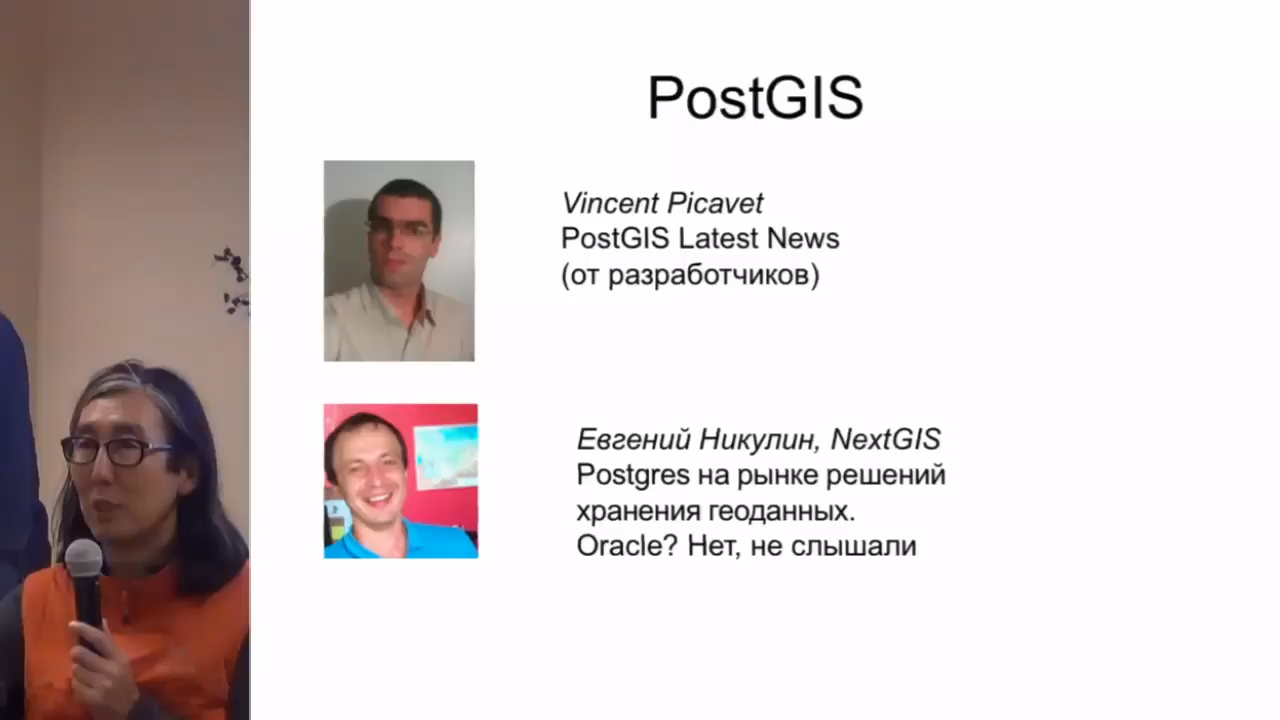 PostGIS
Vincent Picavet
PostGIS Latest News
(от разработчиков)
Евгений Никулин, NextGIS
Postgres на рынке решений
хранения геоданных.
Oracle? Нет, не слышали